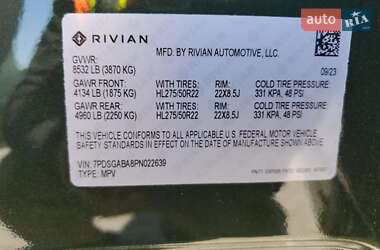 RIVIAN
MFD. BY RIVIAN AUTOMOTIVE, LLC.
GVWR:
8532 LB (3870 KG)
09/23
GAWR FRONT: WITH TIRES: RIM: COLD TIRE PRESSURE:
4134 LB (1875 KG) HL275/50R22 22X8.5J 331 KPA, 48 PSI
GAWR REAR: WITH TIRES: RIM: COLD TIRE PRESSURE:
4960 LB (2250 KG) HL275/50R22 22X8.5J 331 KPA, 48 PSI
THIS VEHICLE CONFORMS TO ALL APPLICABLE U.S. FEDERAL MOTOR VEHICLE
SAFETY STANDARDS IN EFFECT ON THE DATE OF MANUFACTURE SHOWN ABOVE.
VIN: 7PDSGABA8PN022639
TYPE: MPV
RIA